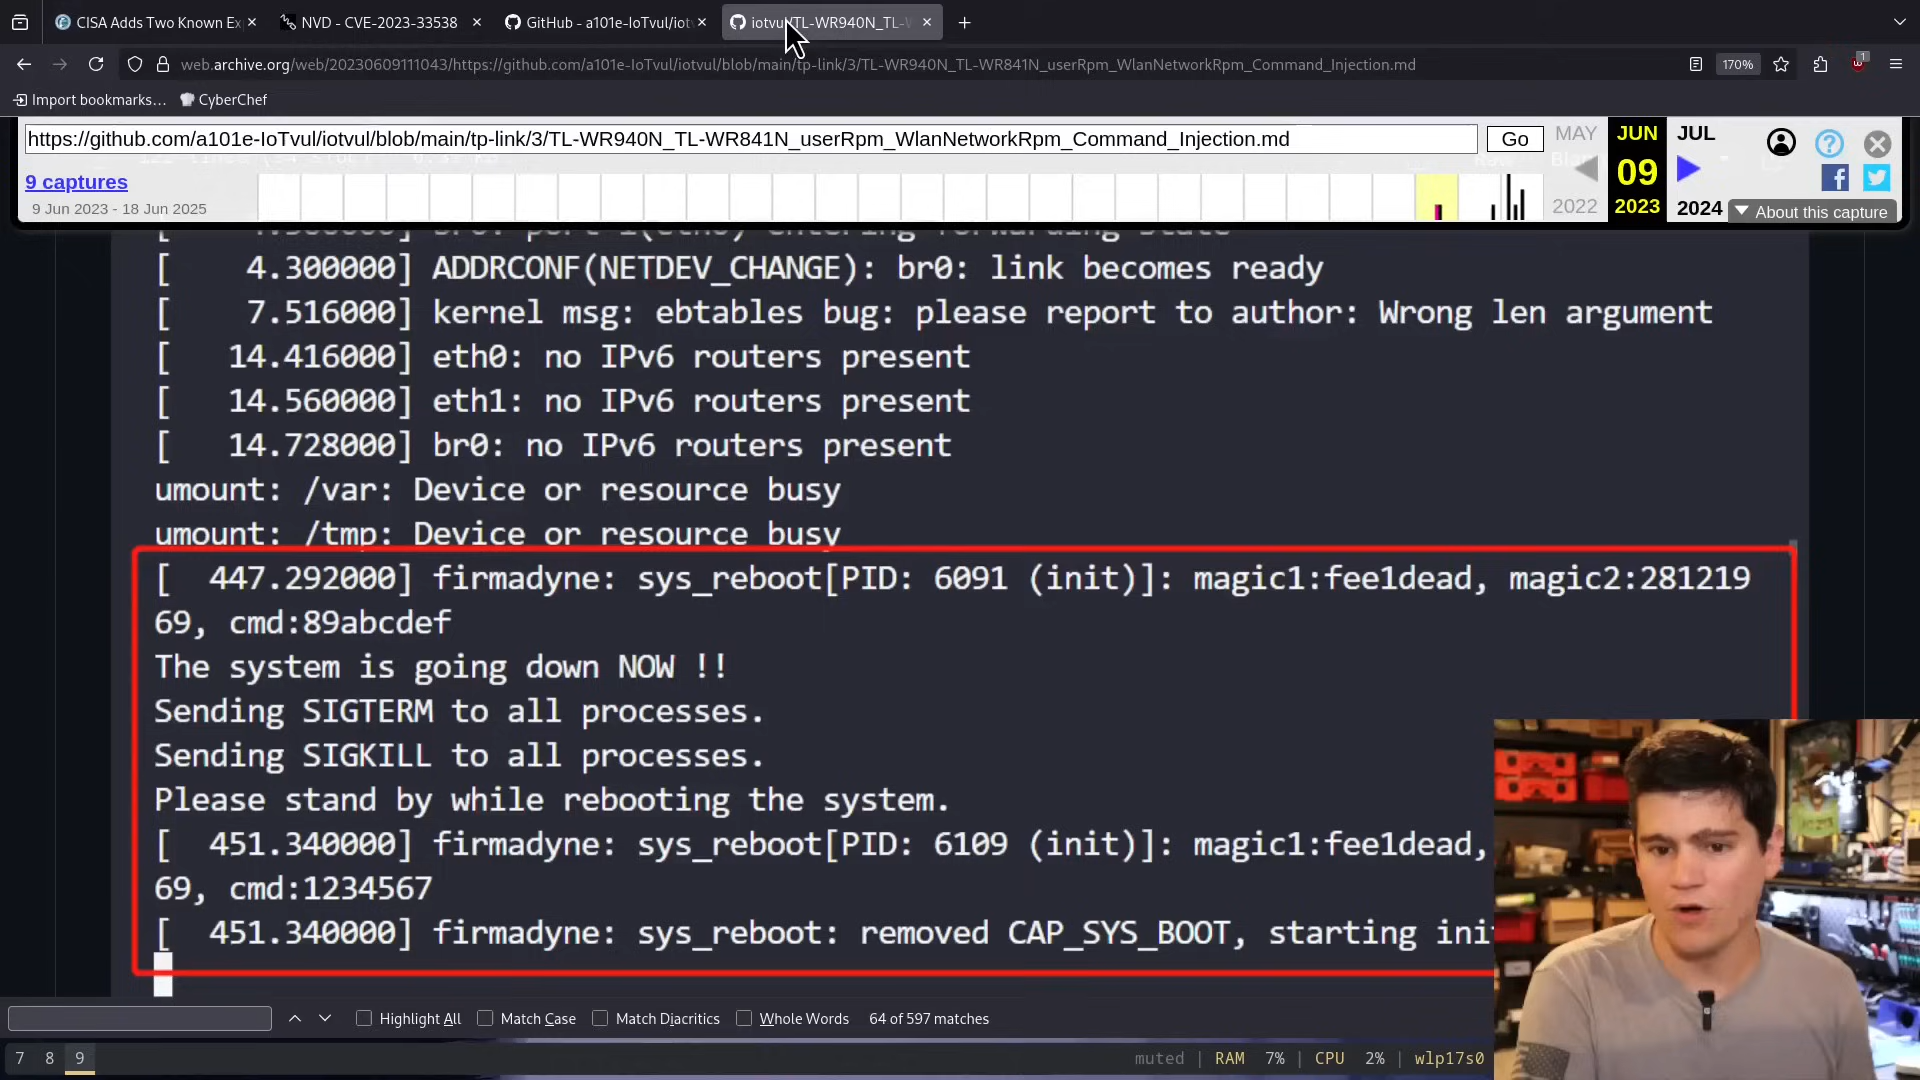 CISA Adds Two Known Ex
NVD - CVE-2023-33538
GitHub - a101e-IoTvul/iotv
iotvul/TL-WR940N_TL-W
web.archive.org/web/20230609111043/https://github.com/a101e-IoTvul/iotvul/blob/main/tp-link/3/TL-WR940N_TL-WR841N_userRpm_WlanNetworkRpm_Command_Injection.md
170%
1
Import bookmarks...
CyberChef
https://github.com/a101e-IoTvul/iotvul/blob/main/tp-link/3/TL-WR940N_TL-WR841N_userRpm_WlanNetworkRpm_Command_Injection.md
Go
MAY
JUN
JUL
9 captures
09
9 Jun 2023 - 18 Jun 2025
2022
2023
2024
About this capture
[ 4.300000] ADDRCONF(NETDEV_CHANGE): br0: link becomes ready
[ 7.516000] kernel msg: ebtables bug: please report to author: Wrong len argument
[ 14.416000] eth0: no IPv6 routers present
[ 14.560000] eth1: no IPv6 routers present
[ 14.728000] br0: no IPv6 routers present
umount: /var: Device or resource busy
umount: /tmp: Device or resource busy
[ 447.292000] firmadyne: sys_reboot[PID: 6091 (init)]: magic1:fee1dead, magic2:281219
69, cmd:89abcdef
The system is going down NOW !!
Sending SIGTERM to all processes.
Sending SIGKILL to all processes.
Please stand by while rebooting the system.
[ 451.340000] firmadyne: sys_reboot[PID: 6109 (init)]: magic1:fee1dead,
69, cmd:1234567
[ 451.340000] firmadyne: sys_reboot: removed CAP_SYS_BOOT, starting ini
Highlight All
Match Case
Match Diacritics
Whole Words
64 of 597 matches
7 8 9
muted | RAM 7% | CPU 2% | wlp17s0